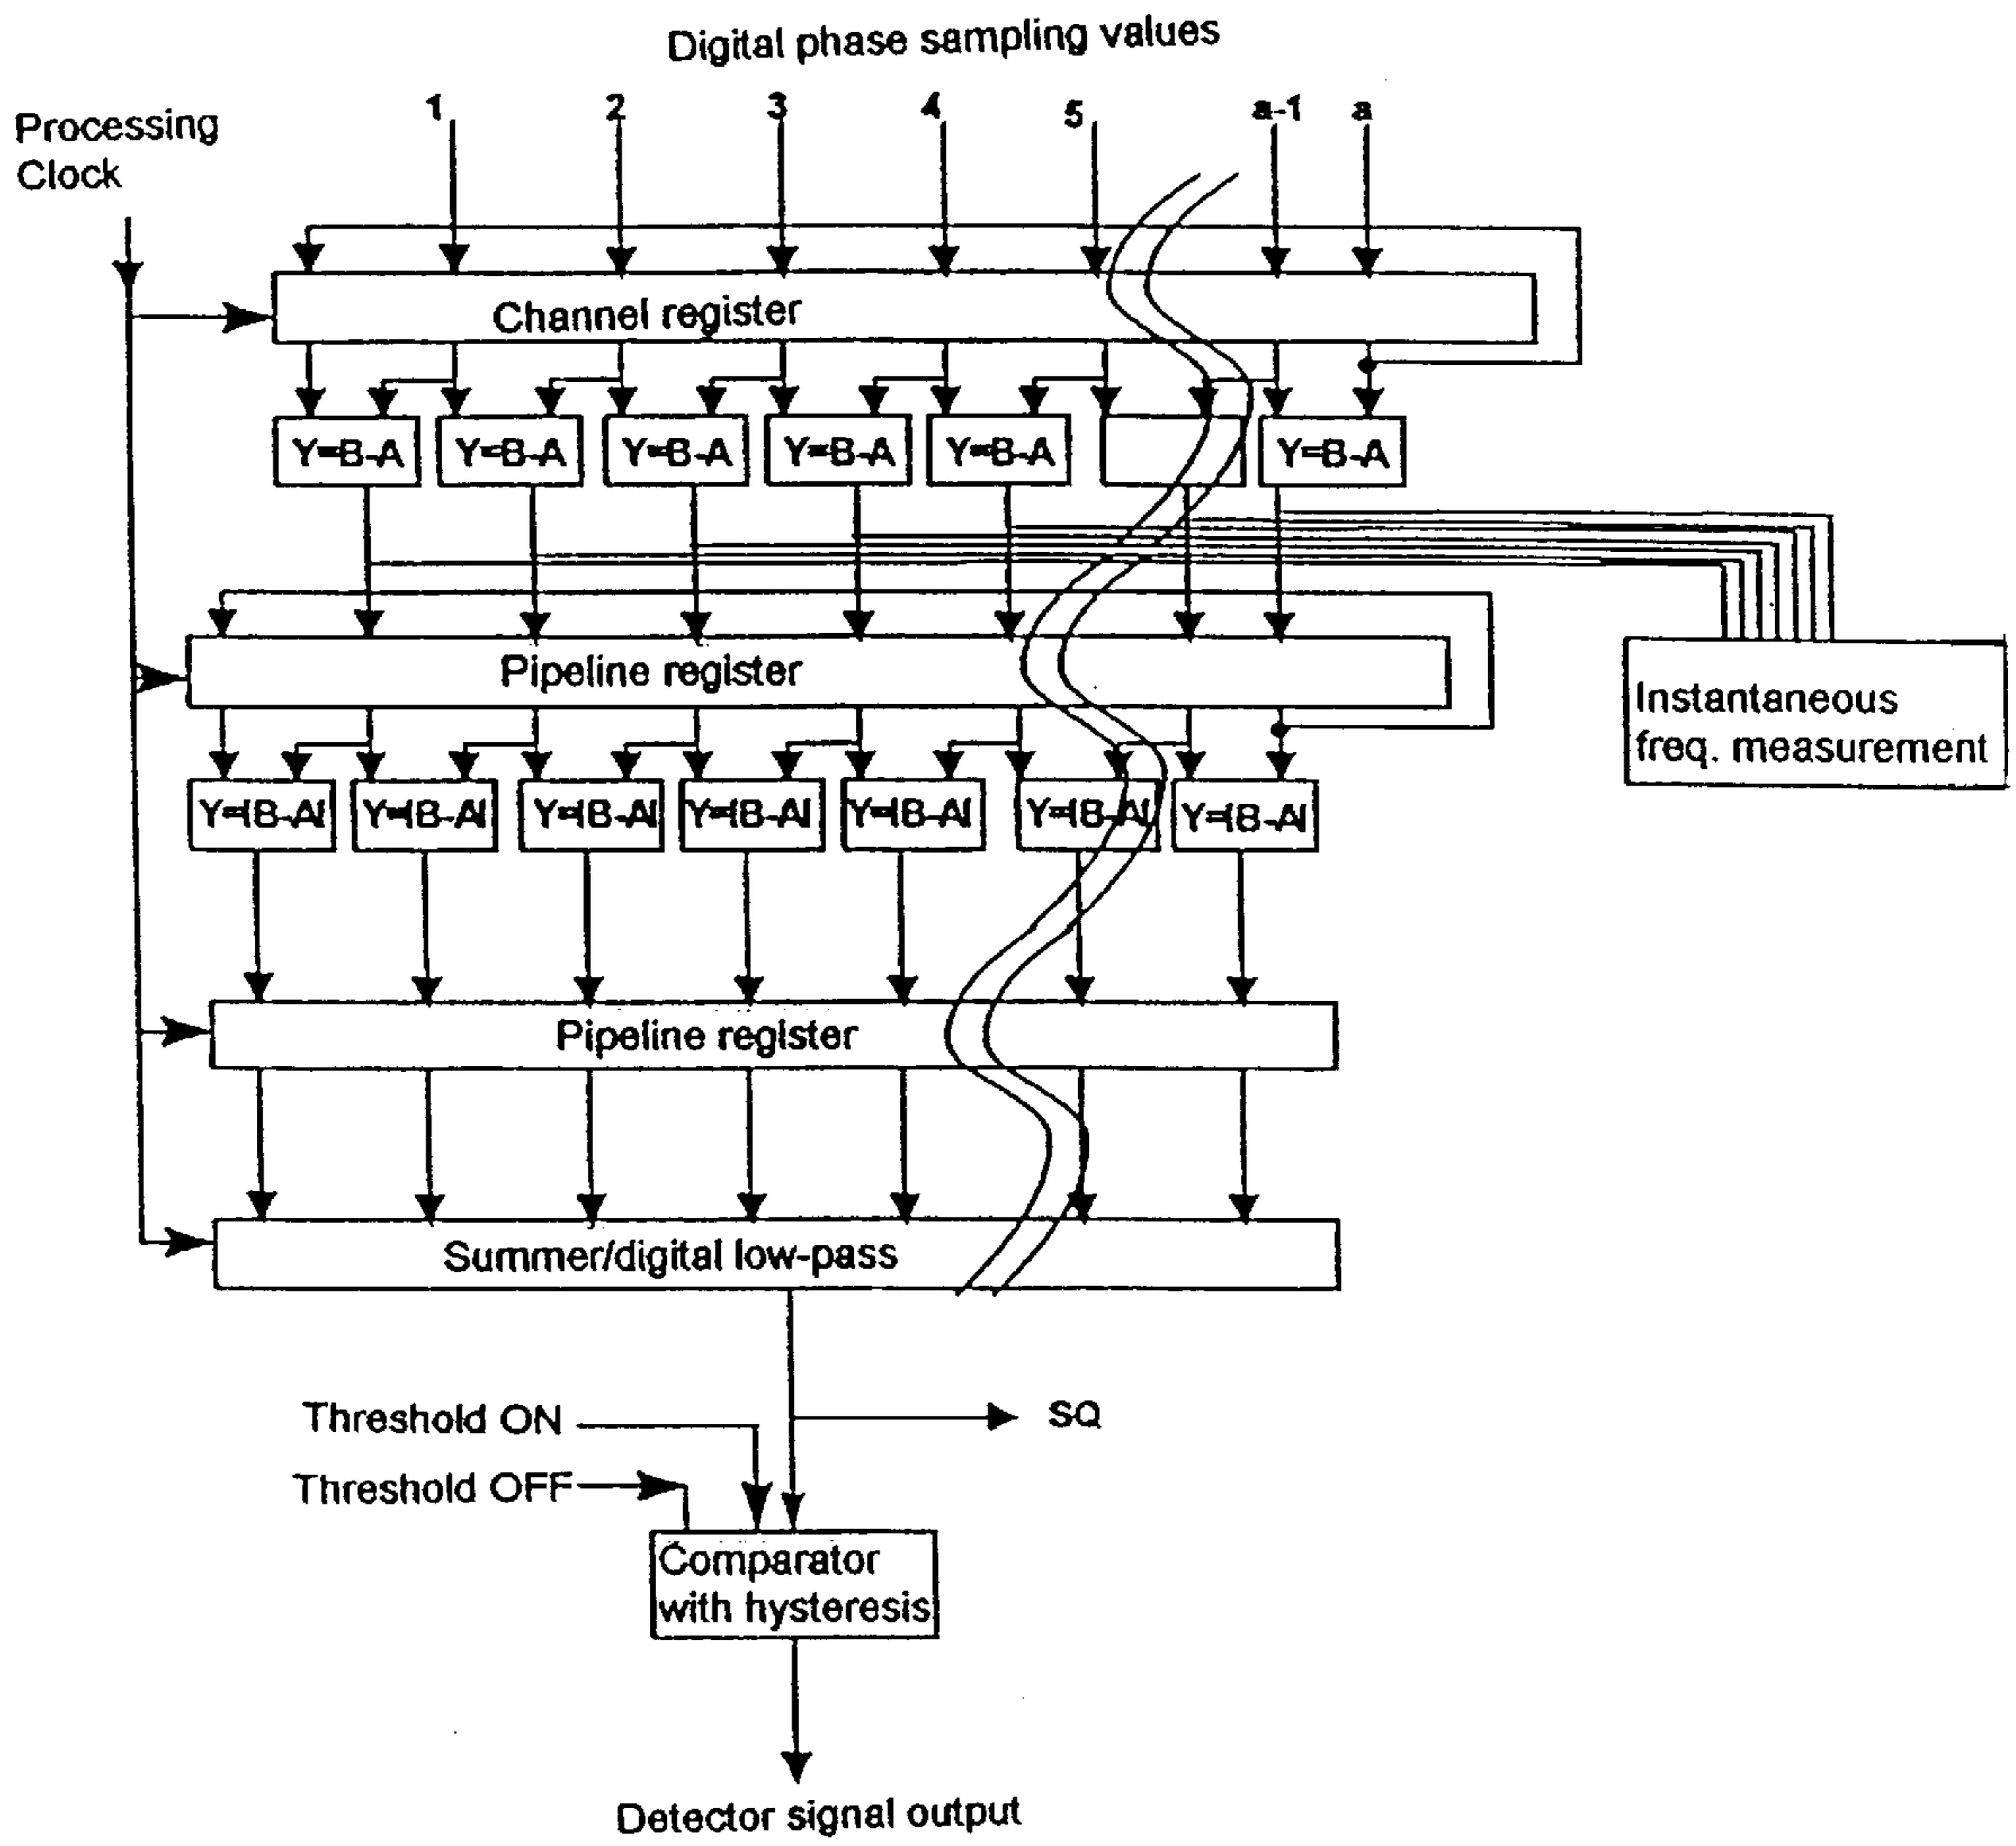 Digital phase sampling values
Processing
Clock
1 2 3 4 5 a-1 a
Channel register
Y=B-A Y=B-A Y=B-A Y=B-A Y=B-A Y=B-A
Pipeline register
Instantaneous
freq. measurement
Y=|B-A| Y=|B-A| Y=|B-A| Y=|B-A| Y=|B-A| Y=|B-A| Y=|B-A|
Pipeline register
Summer/digital low-pass
Threshold ON
SQ
Threshold OFF
Comparator
with hysteresis
Detector signal output